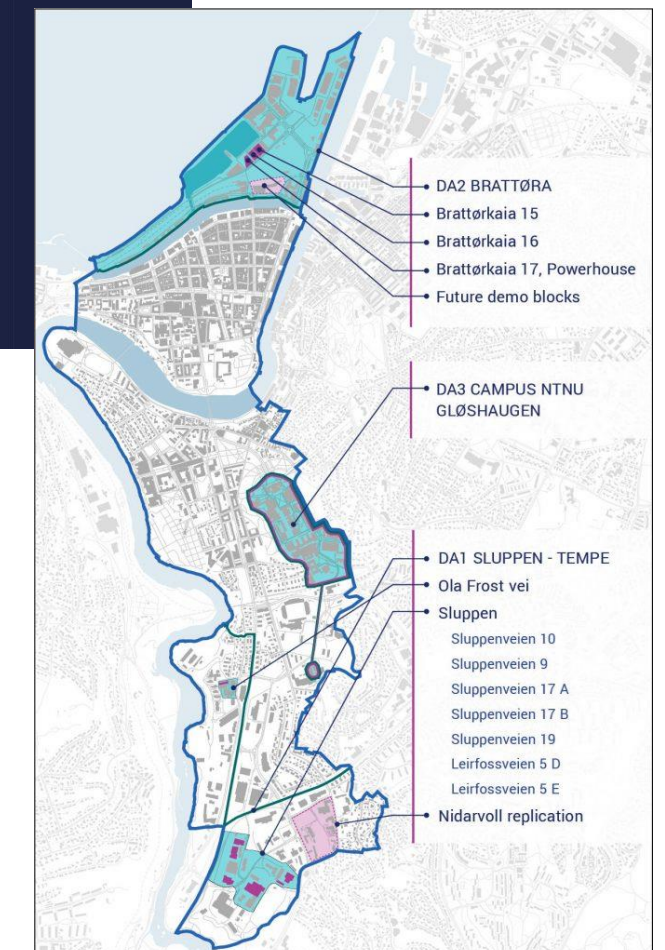 DA2 BRATTØRA
Brattørkaia 15
Brattørkaia 16
Brattørkaia 17, Powerhouse
Future demo blocks
DA3 CAMPUS NTNU
GLØSHAUGEN
DA1 SLUPPEN - TEMPE
Ola Frost vei
Sluppen
Sluppenveien 10
Sluppenveien 9
Sluppenveien 17 A
Sluppenveien 17 B
Sluppenveien 19
Leirfossveien 5 D
Leirfossveien 5 E
Nidarvoll replication